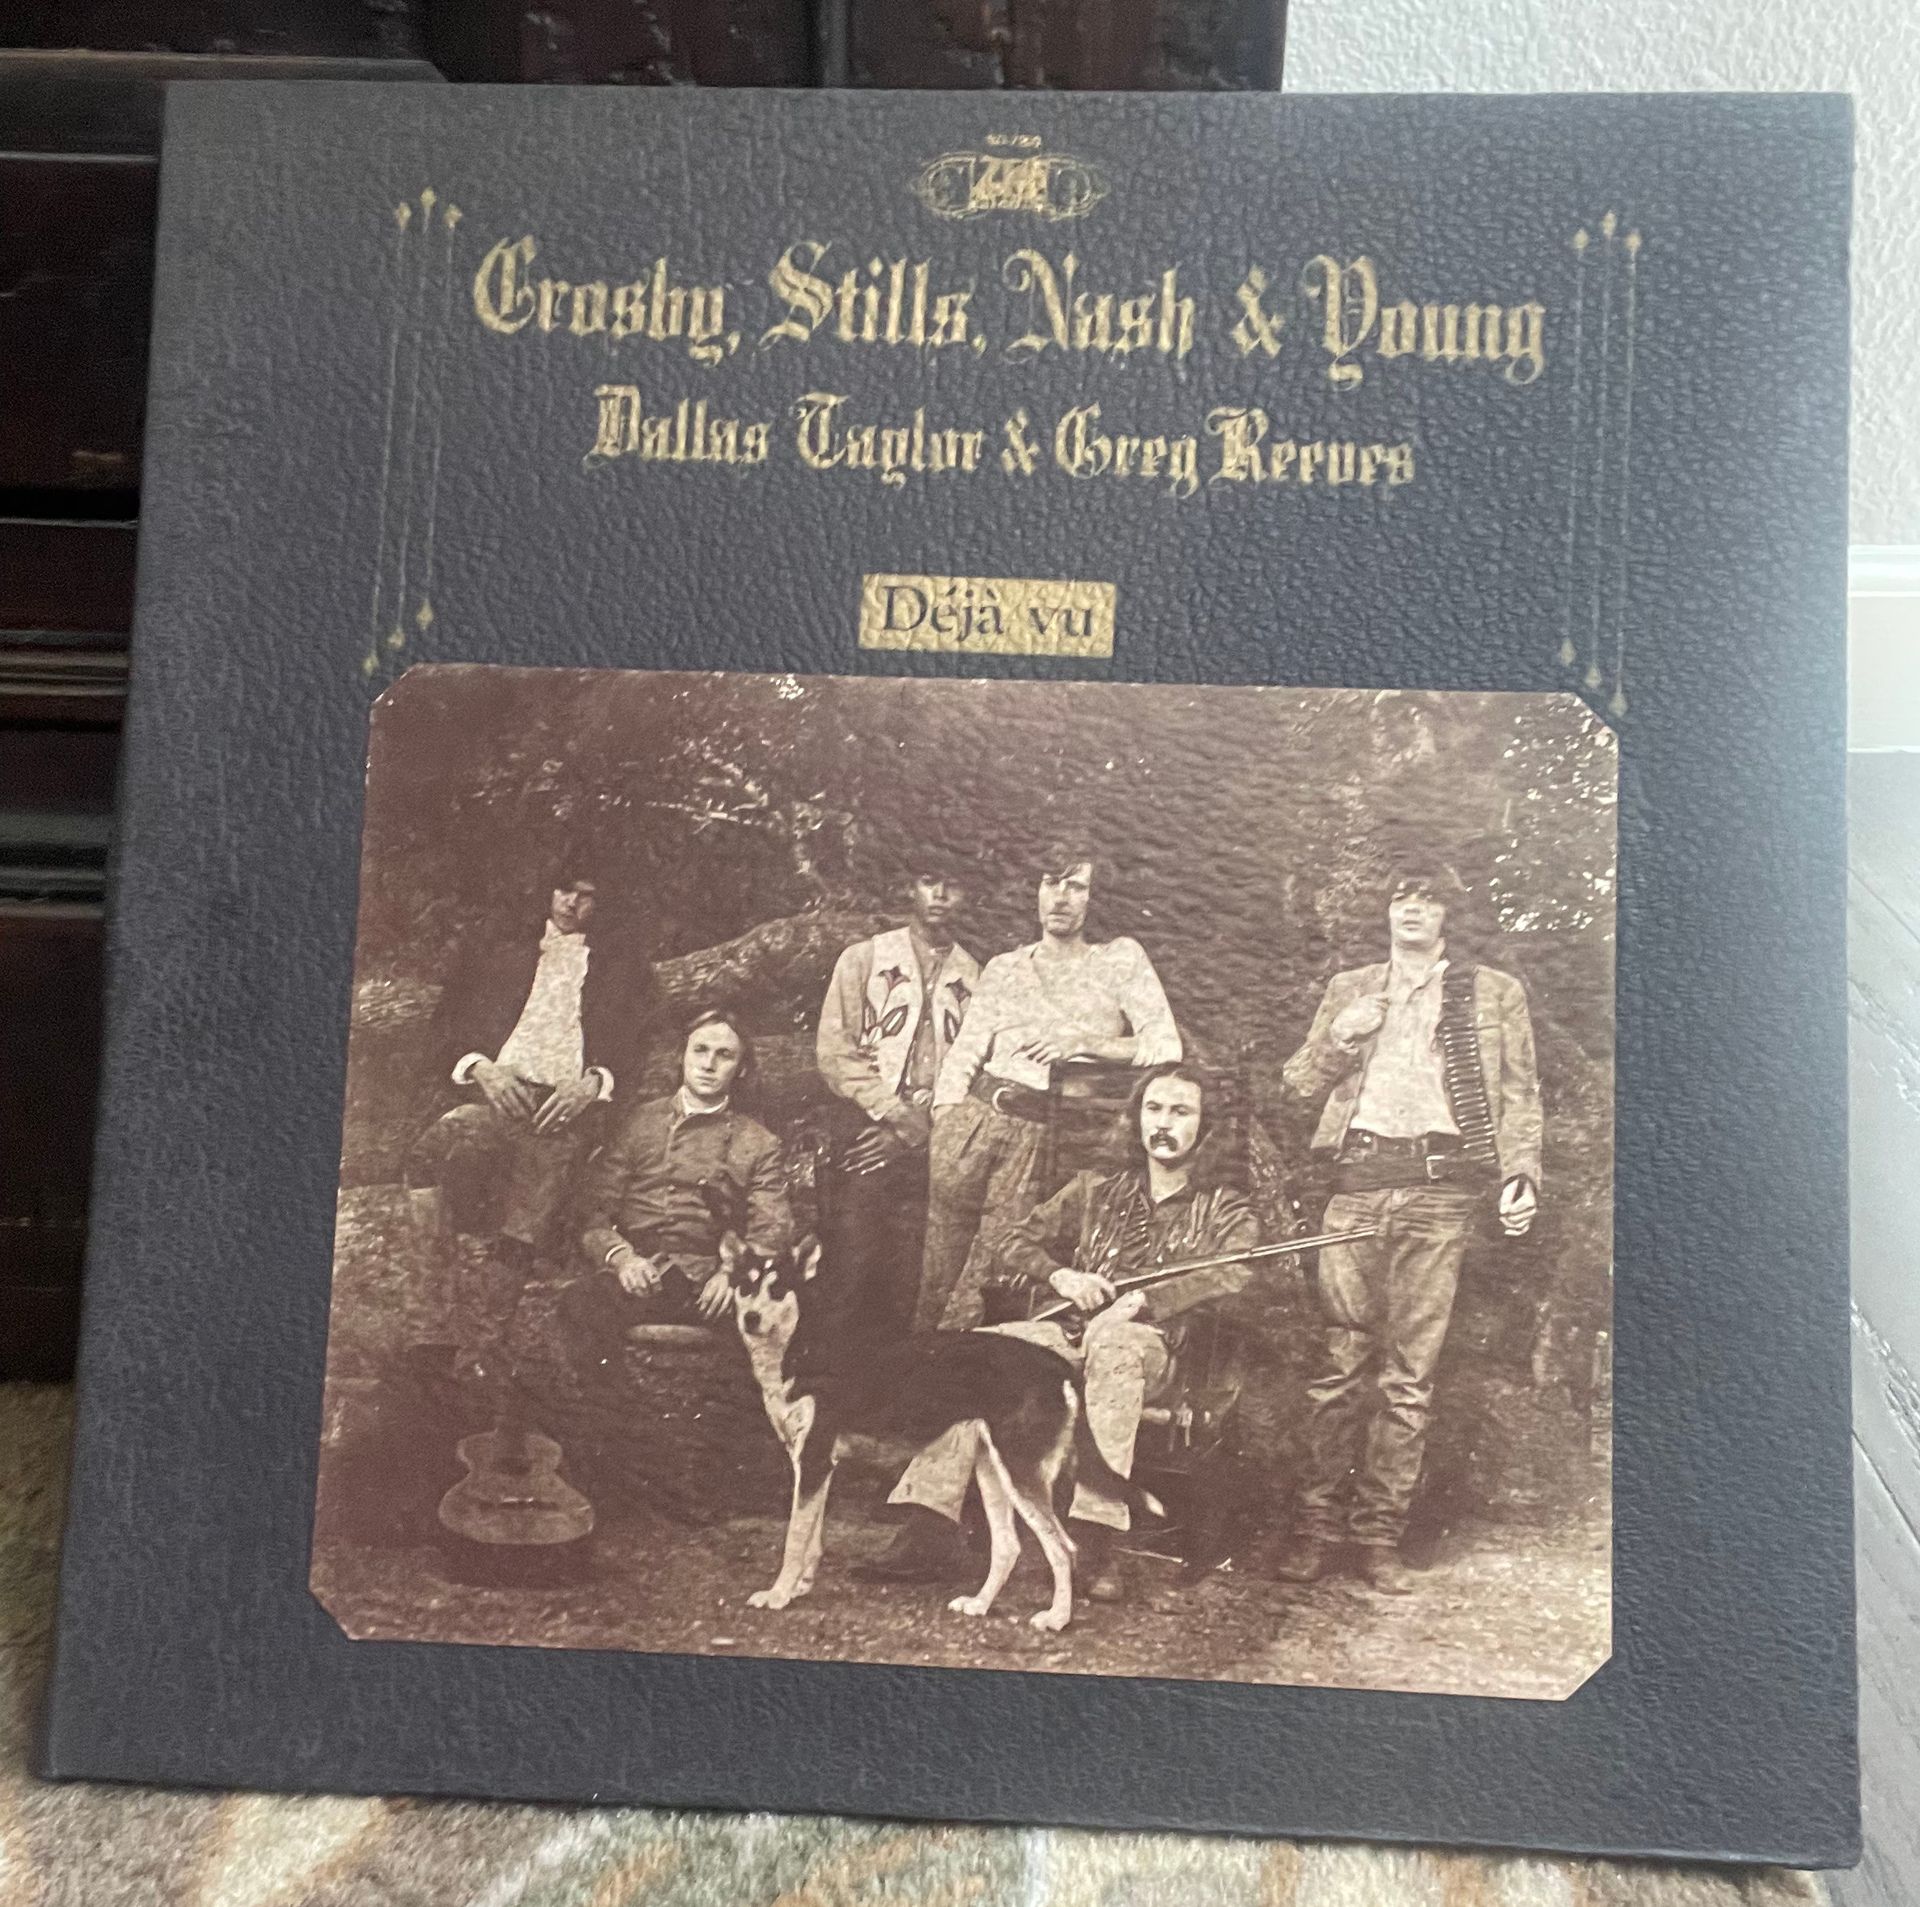 Crosby, Stills, Nash & Young
Dallas Taylor & Greg Reeves
Déjà vu